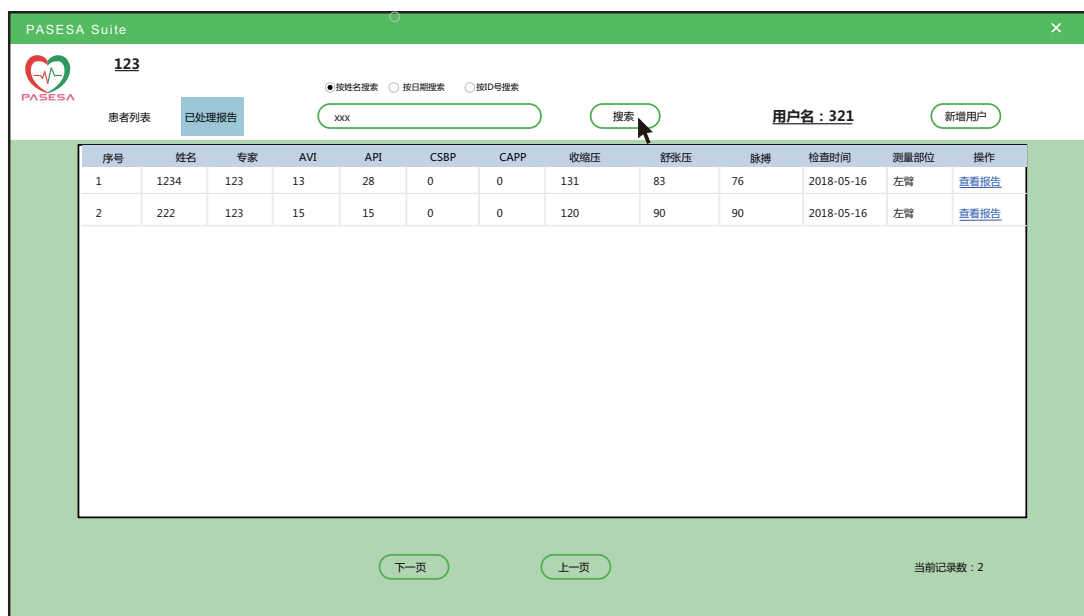 PASESA Suite ×
123
PASESA
按姓名搜索 按日期搜索 按ID号搜索
患者列表 已处理报告 xxx 搜索 用户名：321 新增用户
序号 姓名 专家 AVI API CSBP CAPP 收缩压 舒张压 脉搏 检查时间 测量部位 操作
1 1234 123 13 28 0 0 131 83 76 2018-05-16 左臂 查看报告
2 222 123 15 15 0 0 120 90 90 2018-05-16 左臂 查看报告
下一页 上一页 当前记录数：2